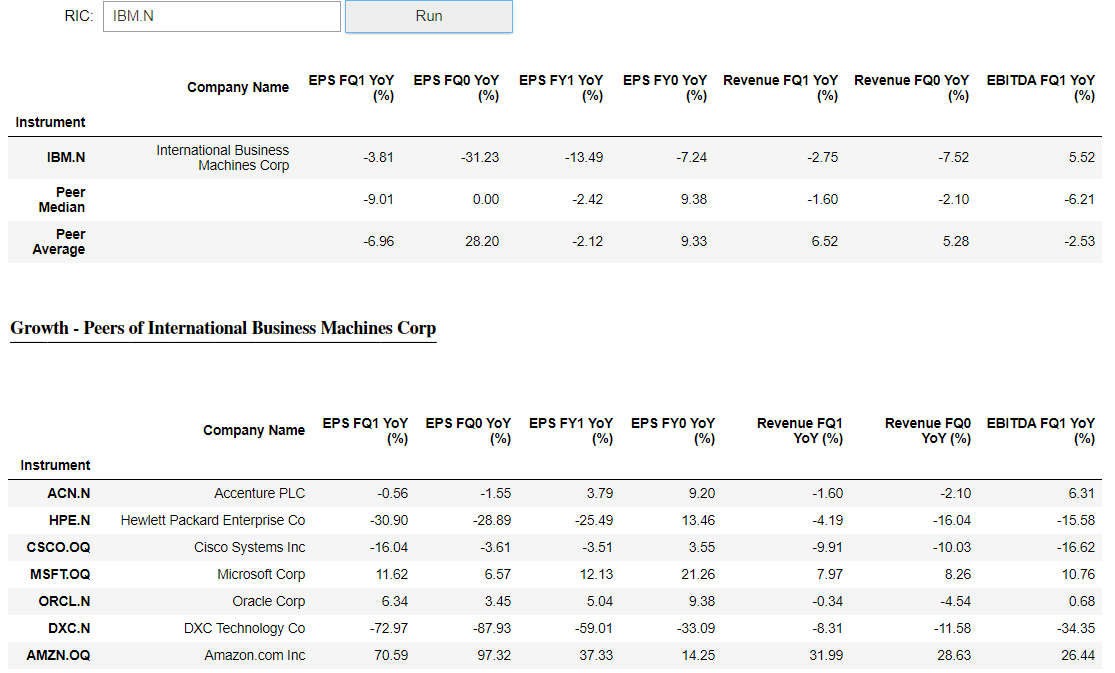 RIC: IBM.N Run
Company Name EPS FQ1 YoY (%) EPS FQ0 YoY (%) EPS FY1 YoY (%) EPS FY0 YoY (%) Revenue FQ1 YoY (%) Revenue FQ0 YoY (%) EBITDA FQ1 YoY (%)
Instrument
IBM.N International Business Machines Corp -3.81 -31.23 -13.49 -7.24 -2.75 -7.52 5.52
Peer Median -9.01 0.00 -2.42 9.38 -1.60 -2.10 -6.21
Peer Average -6.96 28.20 -2.12 9.33 6.52 5.28 -2.53
Growth - Peers of International Business Machines Corp
Company Name EPS FQ1 YoY (%) EPS FQ0 YoY (%) EPS FY1 YoY (%) EPS FY0 YoY (%) Revenue FQ1 YoY (%) Revenue FQ0 YoY (%) EBITDA FQ1 YoY (%)
Instrument
ACN.N Accenture PLC -0.56 -1.55 3.79 9.20 -1.60 -2.10 6.31
HPE.N Hewlett Packard Enterprise Co -30.90 -28.89 -25.49 13.46 -4.19 -16.04 -15.58
CSCO.OQ Cisco Systems Inc -16.04 -3.61 -3.51 3.55 -9.91 -10.03 -16.62
MSFT.OQ Microsoft Corp 11.62 6.57 12.13 21.26 7.97 8.26 10.76
ORCL.N Oracle Corp 6.34 3.45 5.04 9.38 -0.34 -4.54 0.68
DXC.N DXC Technology Co -72.97 -87.93 -59.01 -33.09 -8.31 -11.58 -34.35
AMZN.OQ Amazon.com Inc 70.59 97.32 37.33 14.25 31.99 28.63 26.44